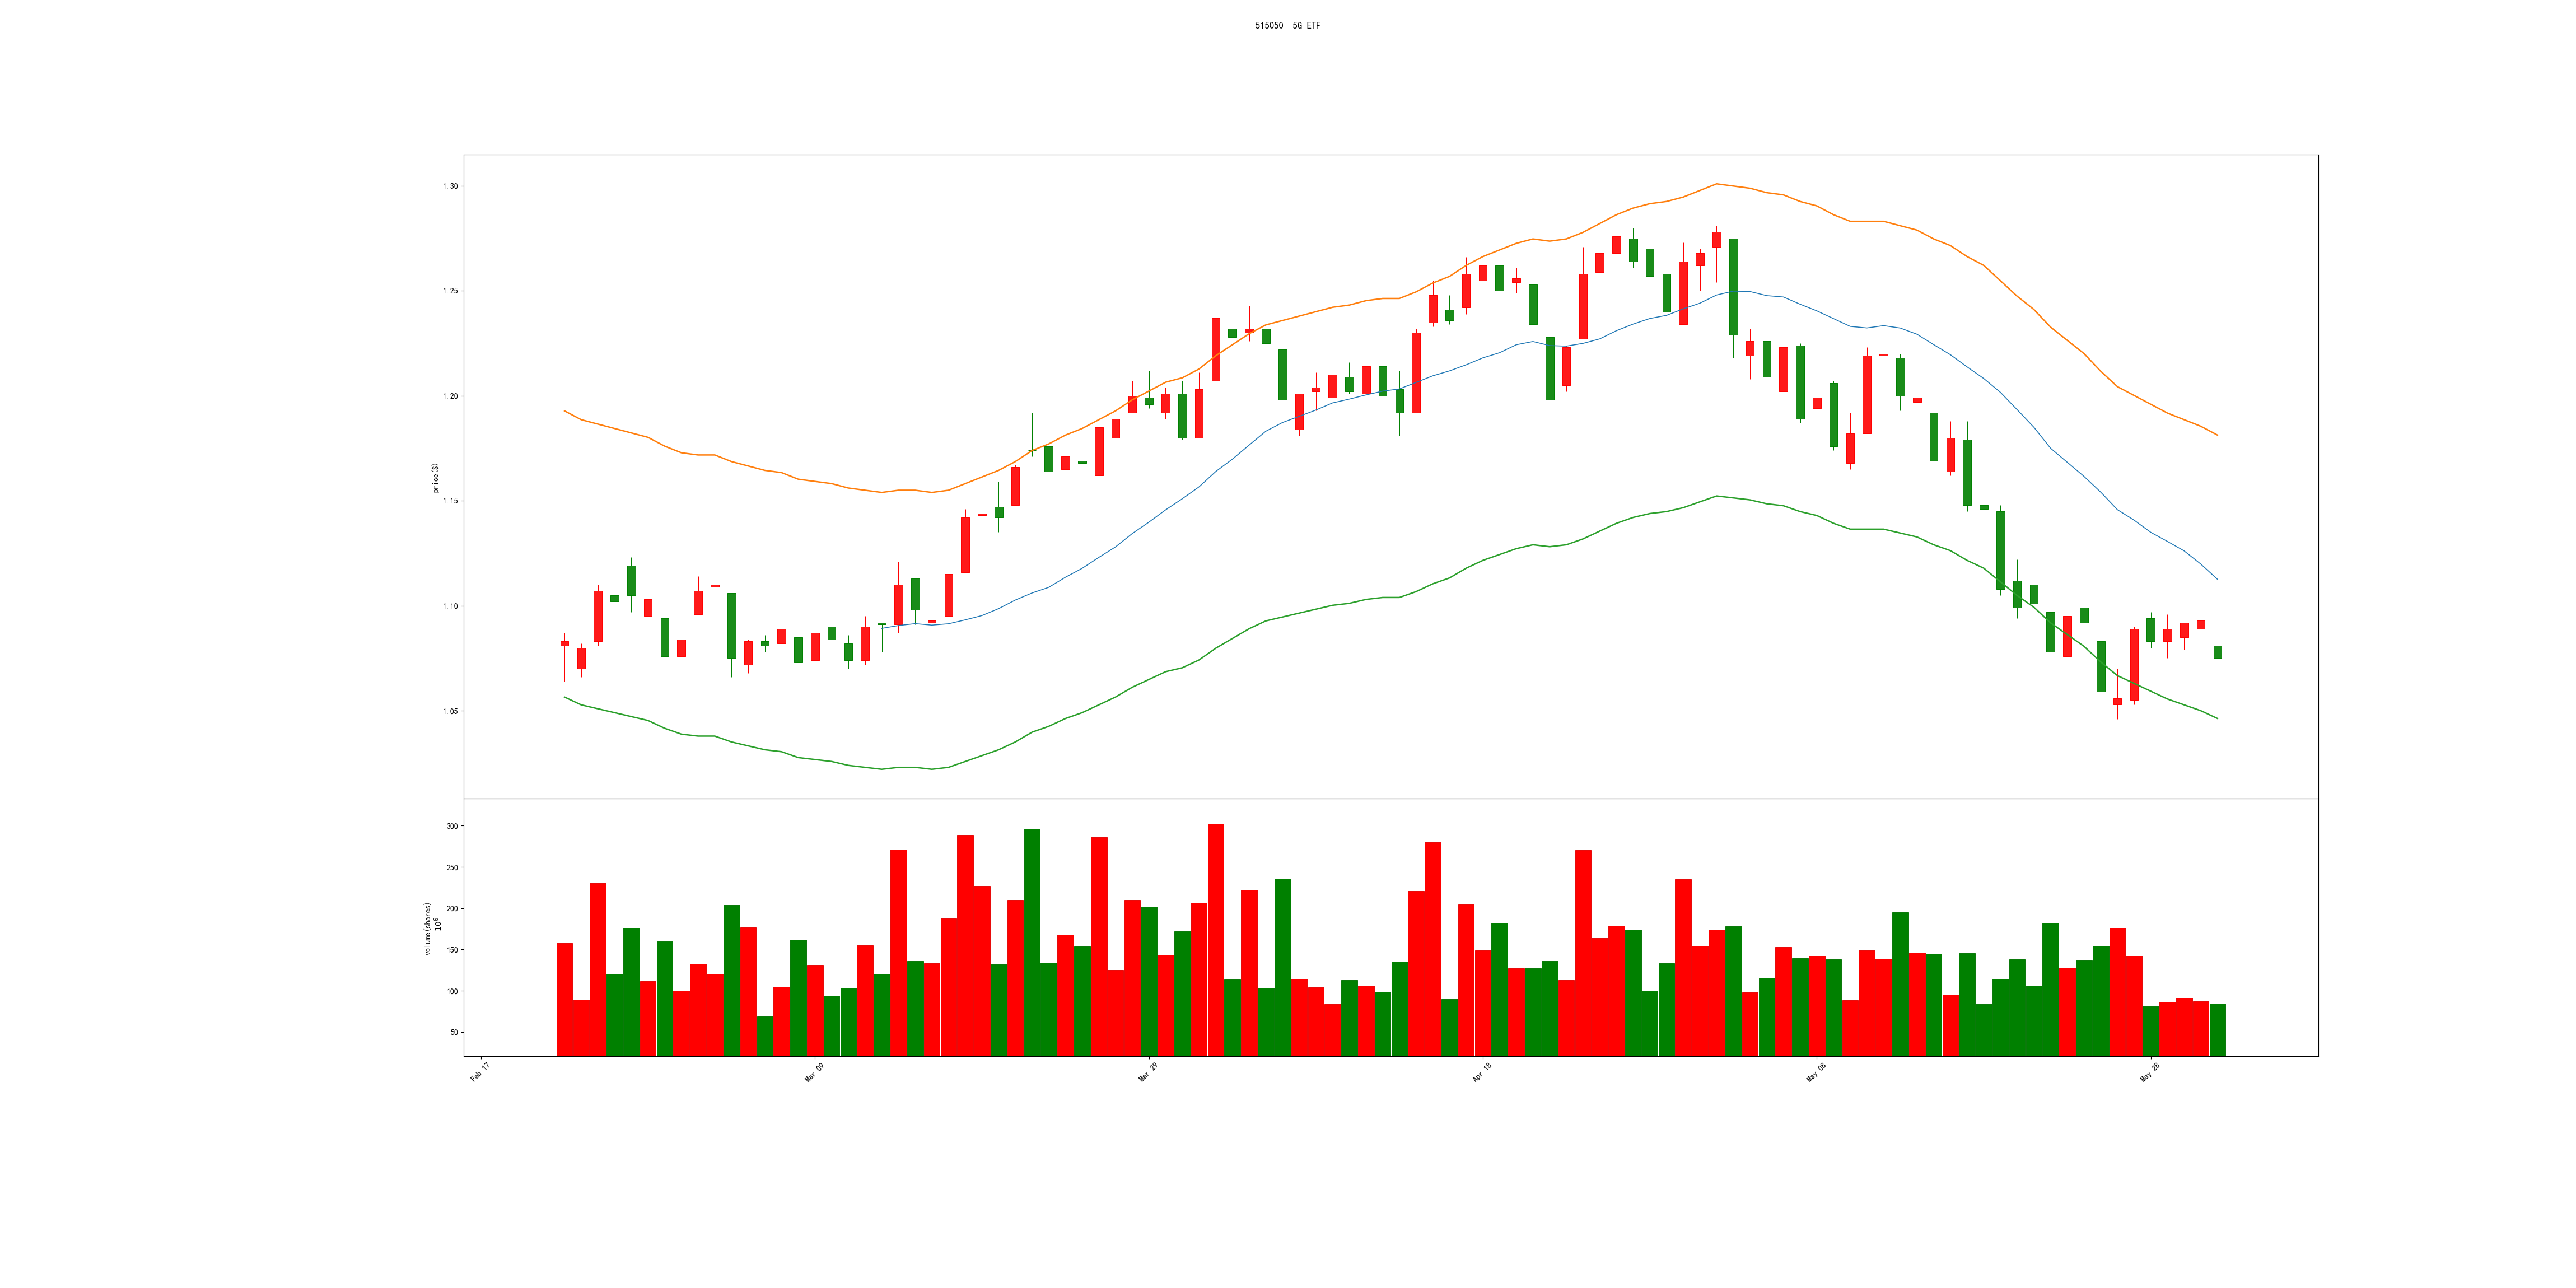 515050  5G ETF
1.30
1.25
1.20
1.15
1.10
1.05
price($)
300
250
200
150
100
50
volume(shares)
10^6
Feb 17
Mar 09
Mar 29
Apr 18
May 08
May 28